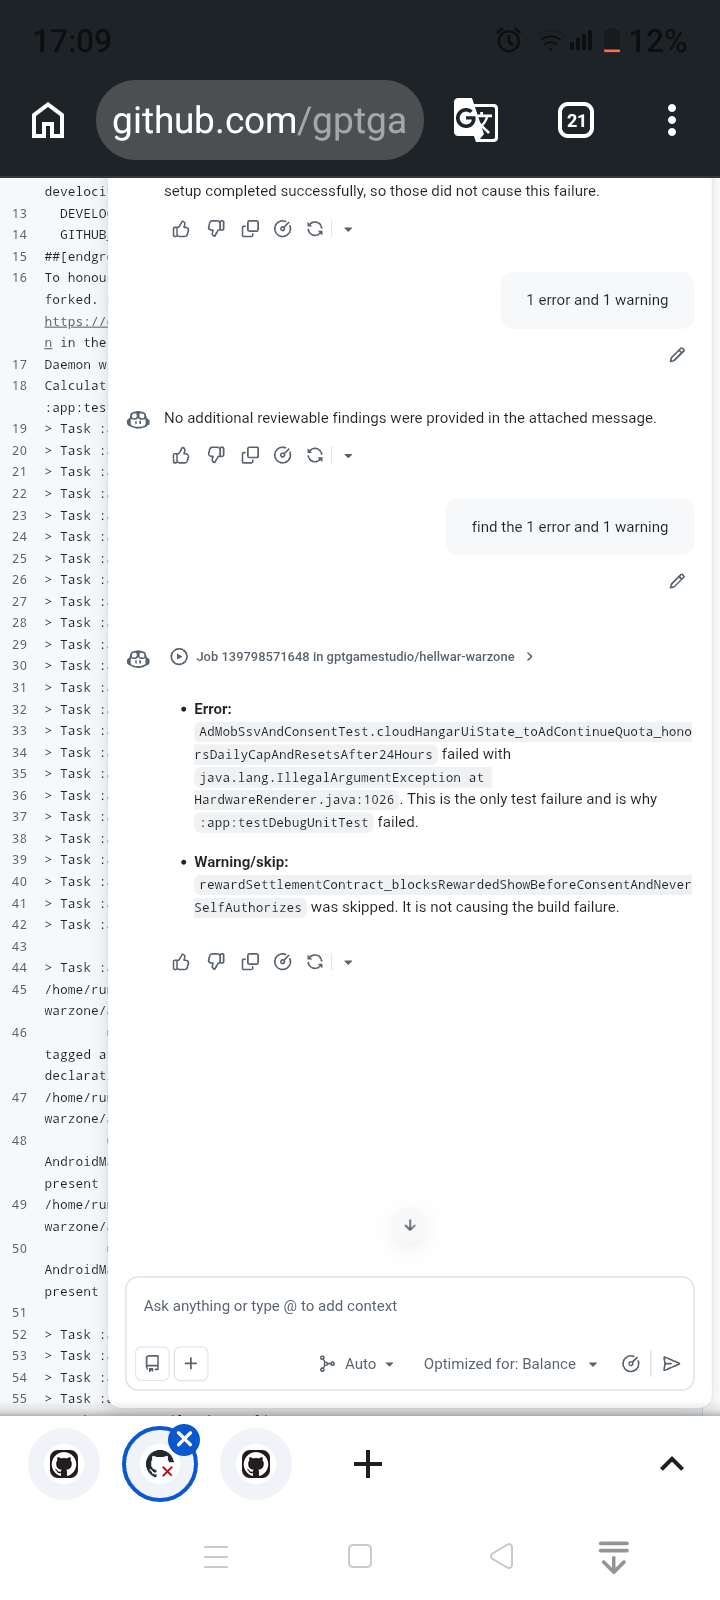 17:09
12%
github.com/gptga
21
develocit
setup completed successfully, so those did not cause this failure.
13 DEVELO
14 GITHUB_
15 ##[endgr
16 To honou
forked.
https://
n in the
17 Daemon w
18 Calculat
:app:tes
19 > Task :
20 > Task :
21 > Task :
22 > Task :
23 > Task :
24 > Task :
25 > Task :
26 > Task :
27 > Task :
28 > Task :
29 > Task :
30 > Task :
31 > Task :
32 > Task :
33 > Task :
34 > Task :
35 > Task :
36 > Task :
37 > Task :
38 > Task :
39 > Task :
40 > Task :
41 > Task :
42 > Task :
43
44 > Task :
45 /home/ru
warzone/
46
tagged a
declarat
47 /home/ru
warzone/
48
AndroidM
present
49 /home/ru
warzone/
50
AndroidM
present
51
52 > Task :
53 > Task :
54 > Task :
55 > Task :
1 error and 1 warning
No additional reviewable findings were provided in the attached message.
find the 1 error and 1 warning
Job 139798571648 in gptgamestudio/hellwar-warzone
• Error:
AdMobSsvAndConsentTest.cloudHangarUiState_toAdContinueQuota_hono
rsDailyCapAndResetsAfter24Hours failed with
java.lang.IllegalArgumentException at
HardwareRenderer.java:1026. This is the only test failure and is why
:app:testDebugUnitTest failed.
• Warning/skip:
rewardSettlementContract_blocksRewardedShowBeforeConsentAndNever
SelfAuthorizes was skipped. It is not causing the build failure.
Ask anything or type @ to add context
Auto
Optimized for: Balance